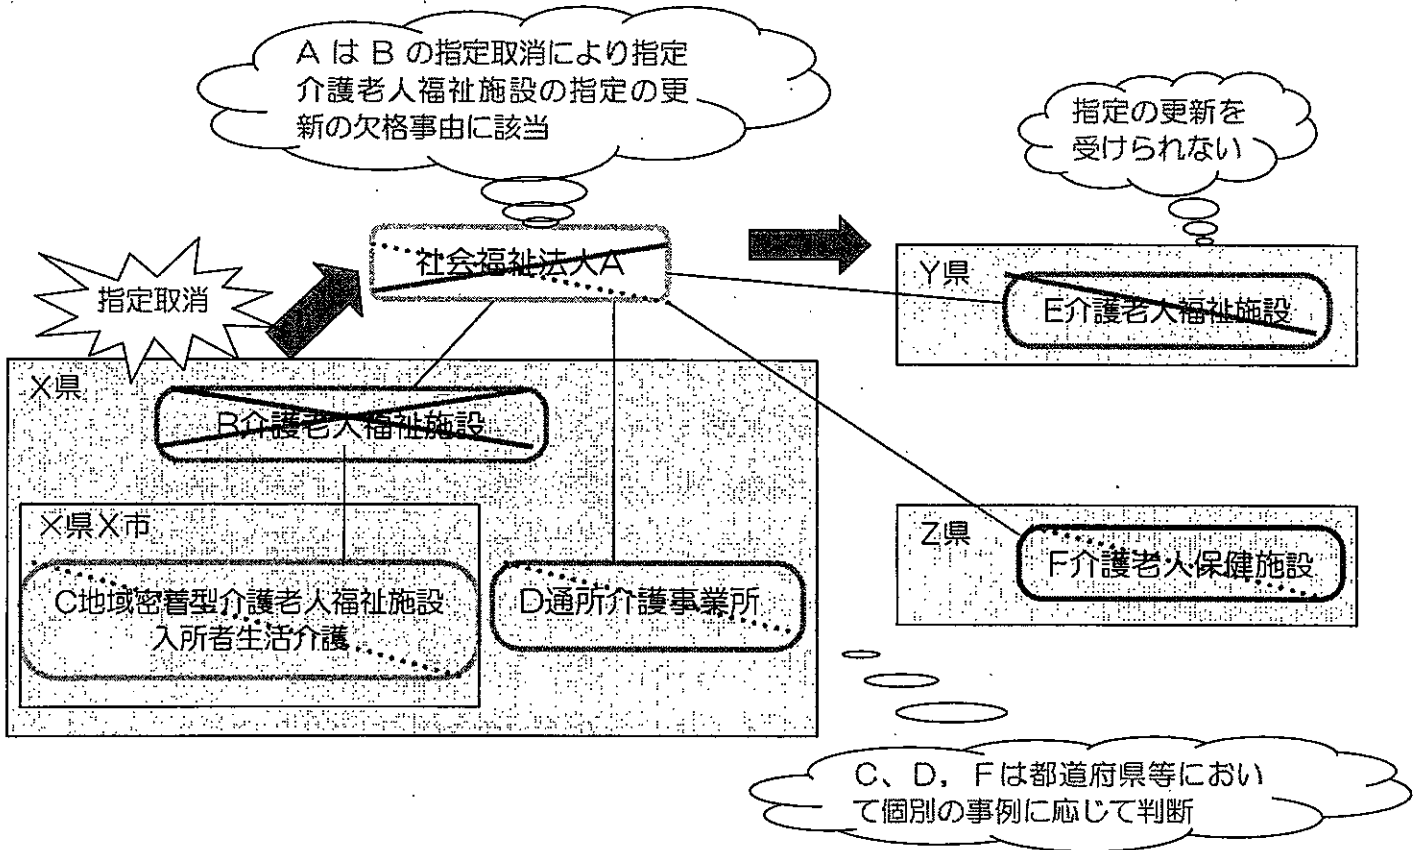 A は B の指定取消により指定
介護老人福祉施設の指定の更
新の欠格事由に該当
指定の更新を
受けられない
指定取消
社会福祉法人A
Y県
E介護老人福祉施設
X県
B介護老人福祉施設
X県X市
C地域密着型介護老人福祉施設
入所者生活介護
D通所介護事業所
Z県
F介護老人保健施設
C、D，Fは都道府県等におい
て個別の事例に応じて判断